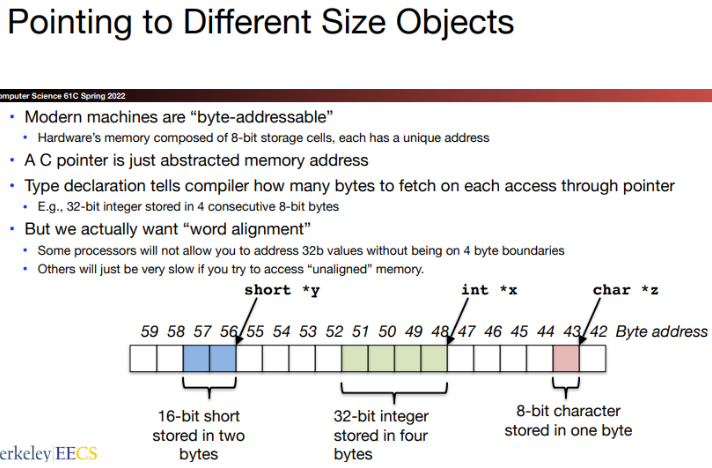 Pointing to Different Size Objects
omputer Science 61C Spring 2022
• Modern machines are “byte-addressable”
• Hardware’s memory composed of 8-bit storage cells, each has a unique address
• A C pointer is just abstracted memory address
• Type declaration tells compiler how many bytes to fetch on each access through pointer
• E.g., 32-bit integer stored in 4 consecutive 8-bit bytes
• But we actually want “word alignment”
• Some processors will not allow you to address 32b values without being on 4 byte boundaries
• Others will just be very slow if you try to access “unaligned” memory.
short *y int *x char *z
59 58 57 56 55 54 53 52 51 50 49 48 47 46 45 44 43 42 Byte address
16-bit short
stored in two
bytes
32-bit integer
stored in four
bytes
8-bit character
stored in one byte
erkeley EECS